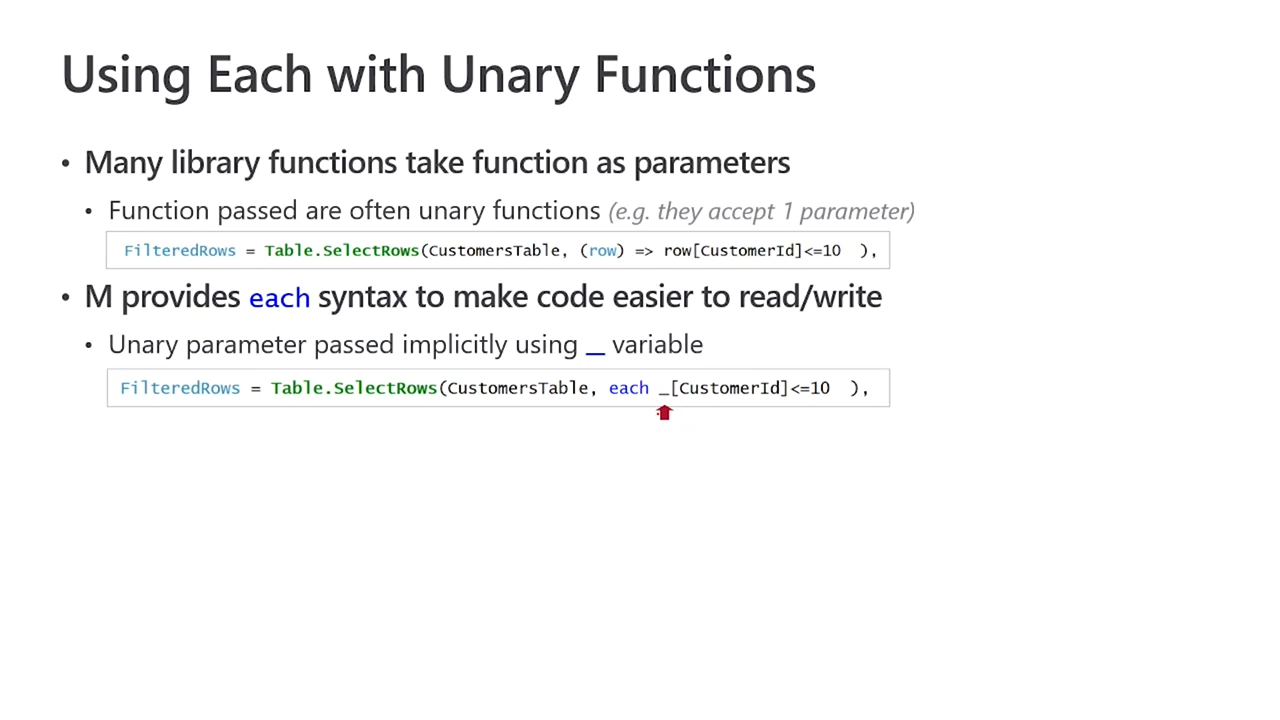 Using Each with Unary Functions
• Many library functions take function as parameters
• Function passed are often unary functions (e.g. they accept 1 parameter)
FilteredRows = Table.SelectRows(CustomersTable, (row) => row[CustomerId]<=10  ),
• M provides each syntax to make code easier to read/write
• Unary parameter passed implicitly using _ variable
FilteredRows = Table.SelectRows(CustomersTable, each _[CustomerId]<=10  ),